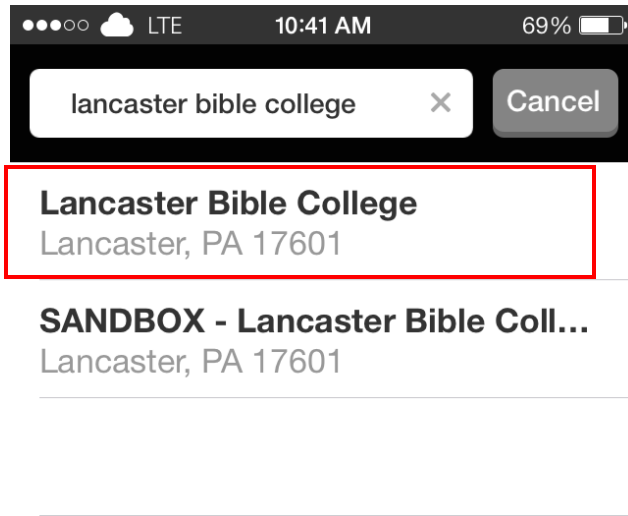 LTE 10:41 AM 69%
lancaster bible college × Cancel
Lancaster Bible College
Lancaster, PA 17601
SANDBOX - Lancaster Bible Coll...
Lancaster, PA 17601